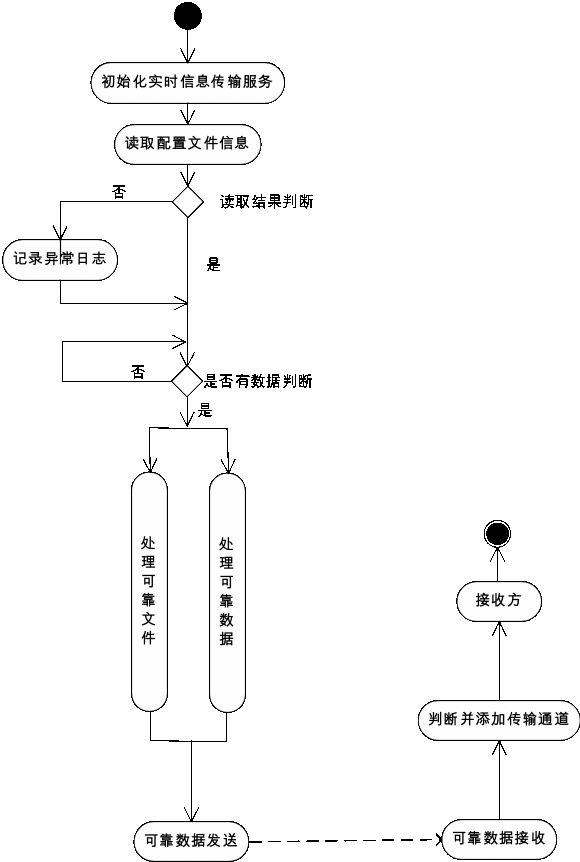 初始化实时信息传输服务
读取配置文件信息
否
读取结果判断
记录异常日志
是
否
是否有数据判断
是
处理可靠文件
处理可靠数据
接收方
判断并添加传输通道
可靠数据发送
可靠数据接收